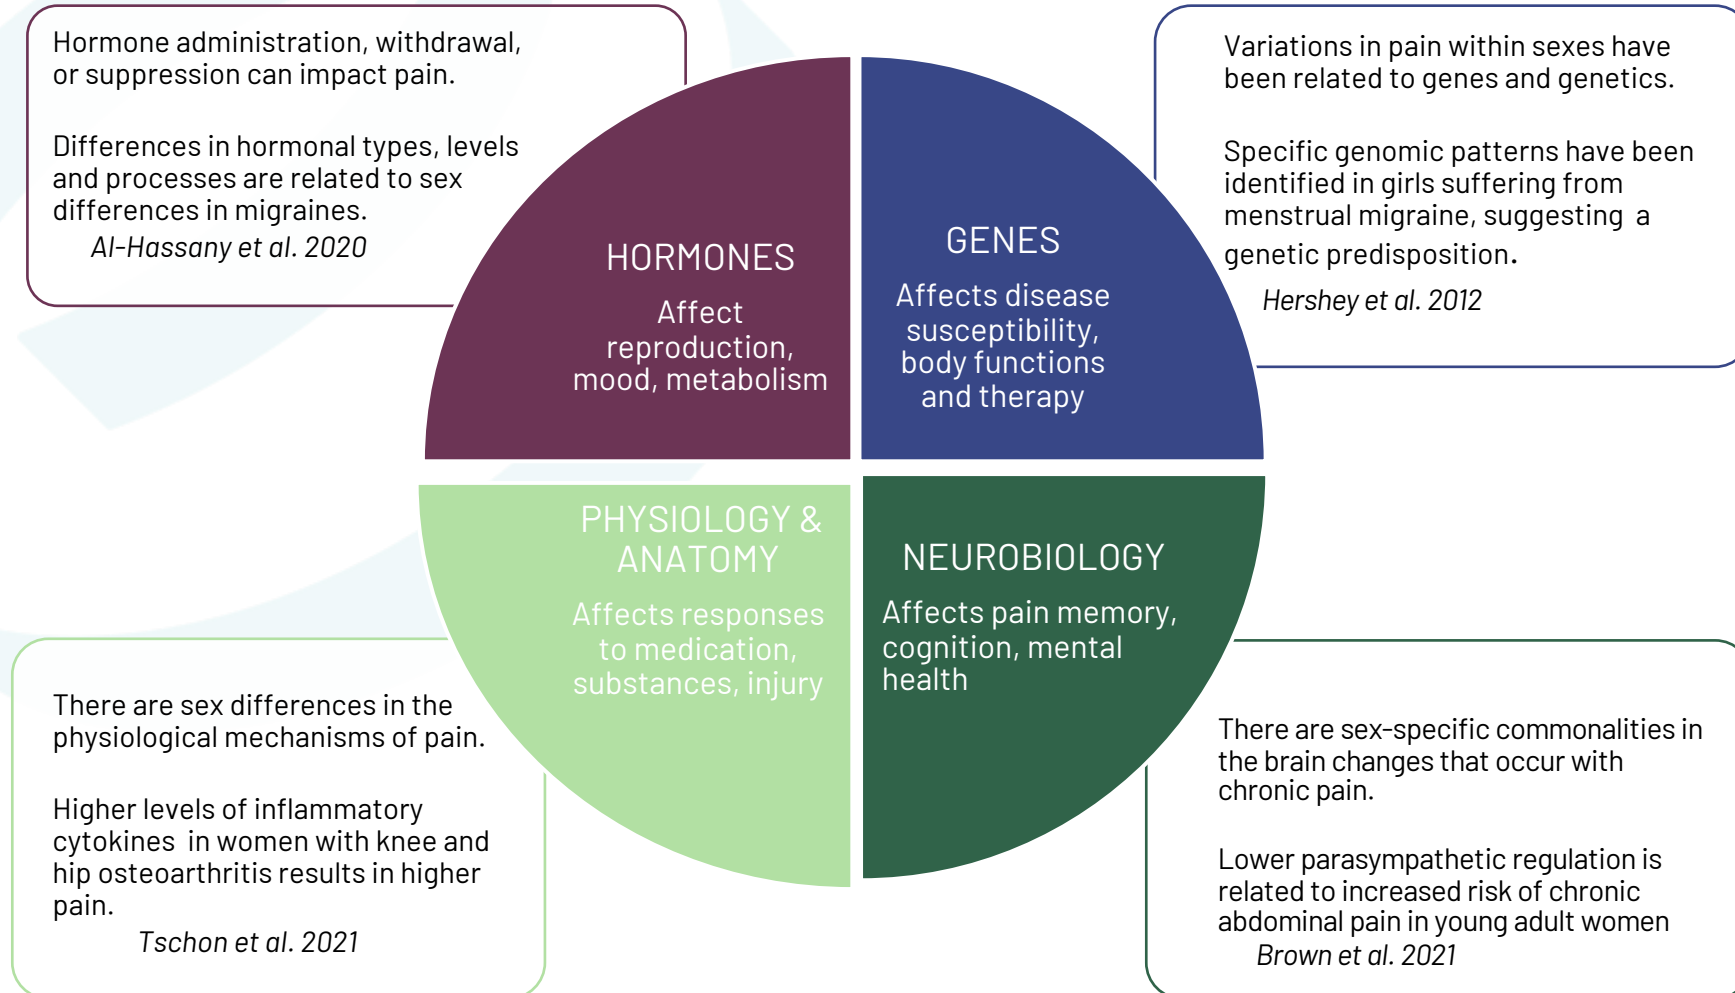 Hormone administration, withdrawal,
or suppression can impact pain.
Differences in hormonal types, levels
and processes are related to sex
differences in migraines.
Al-Hassany et al. 2020
HORMONES
Affect
reproduction,
mood, metabolism
GENES
Affects disease
susceptibility,
body functions
and therapy
Variations in pain within sexes have
been related to genes and genetics.
Specific genomic patterns have been
identified in girls suffering from
menstrual migraine, suggesting a
genetic predisposition.
Hershey et al. 2012
PHYSIOLOGY &
ANATOMY
Affects responses
to medication,
substances, injury
There are sex differences in the
physiological mechanisms of pain.
Higher levels of inflammatory
cytokines in women with knee and
hip osteoarthritis results in higher
pain.
Tschon et al. 2021
NEUROBIOLOGY
Affects pain memory,
cognition, mental
health
There are sex-specific commonalities in
the brain changes that occur with
chronic pain.
Lower parasympathetic regulation is
related to increased risk of chronic
abdominal pain in young adult women
Brown et al. 2021